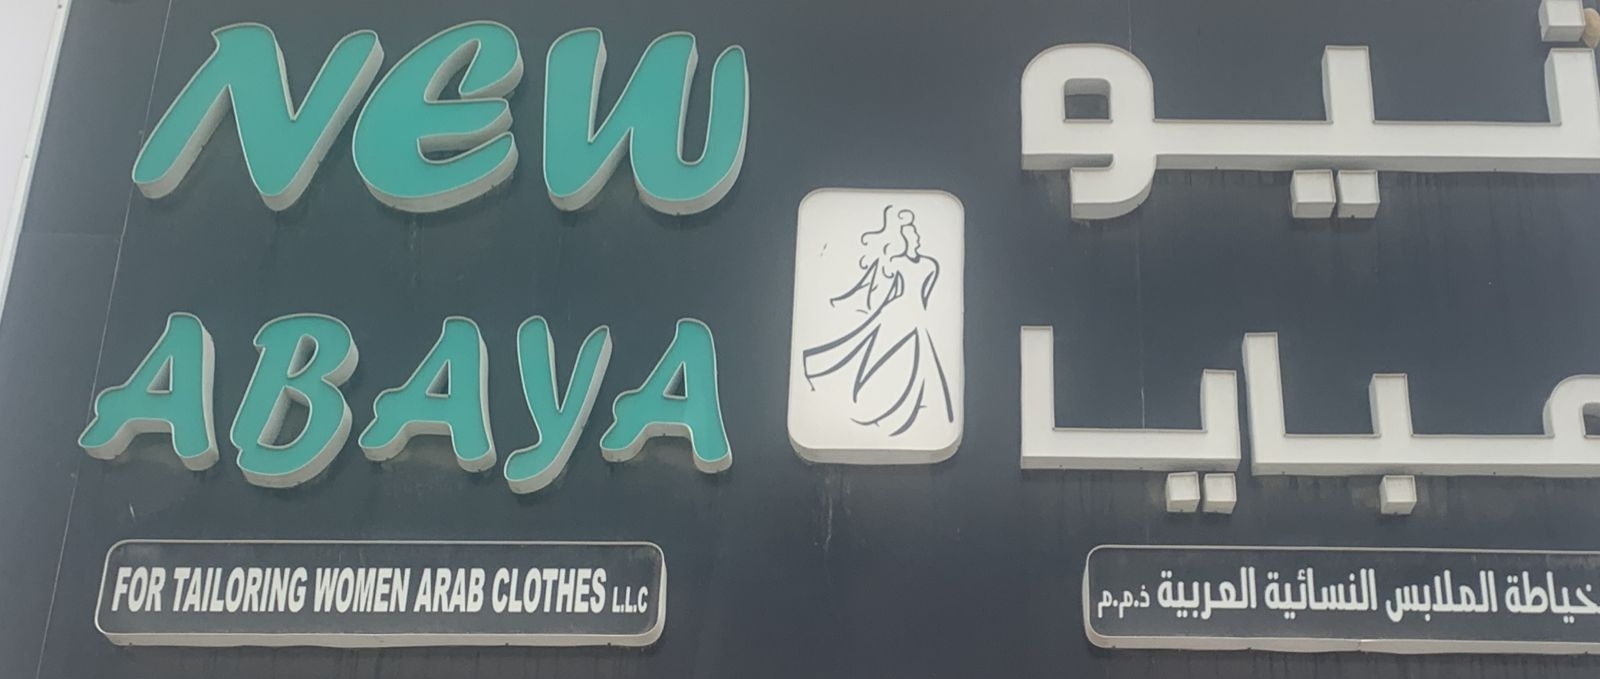 NEW
ABAYA
FOR TAILORING WOMEN ARAB CLOTHES L.L.C
نيو
عبايا
خياطة الملابس النسائية العربية ذ.م.م